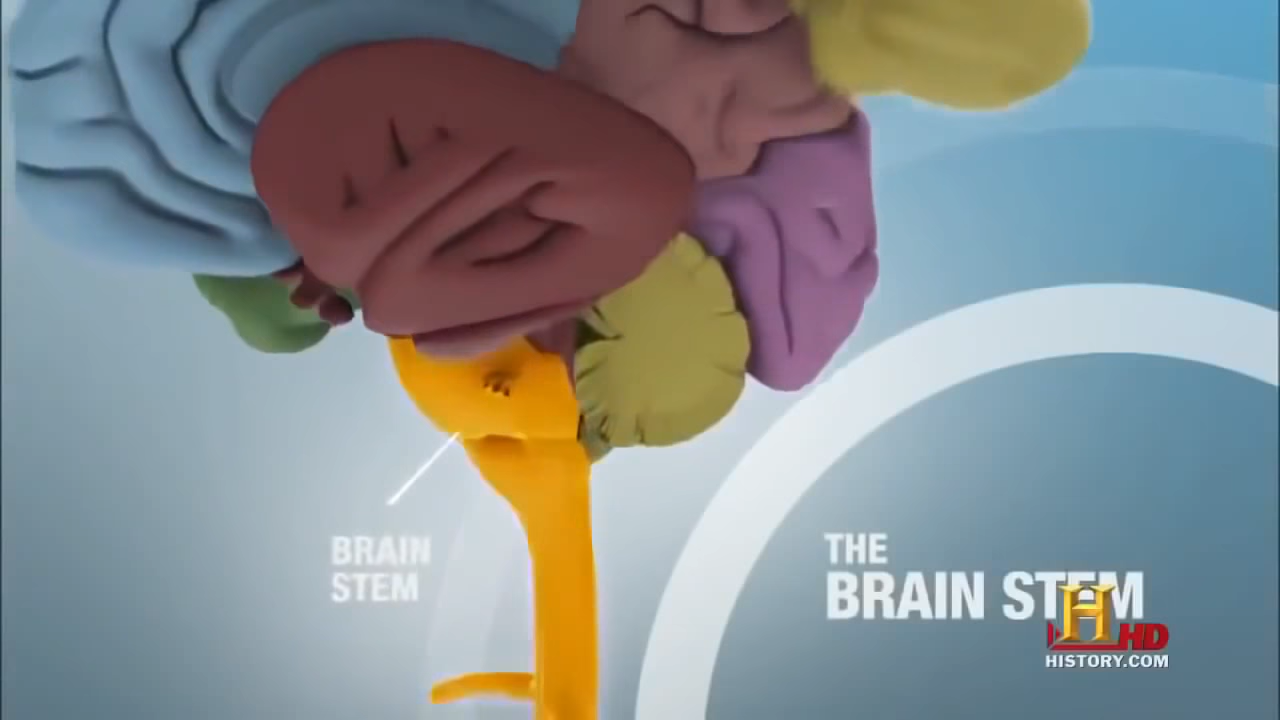 BRAIN
STEM
THE
BRAIN STEM
H HD
HISTORY.COM